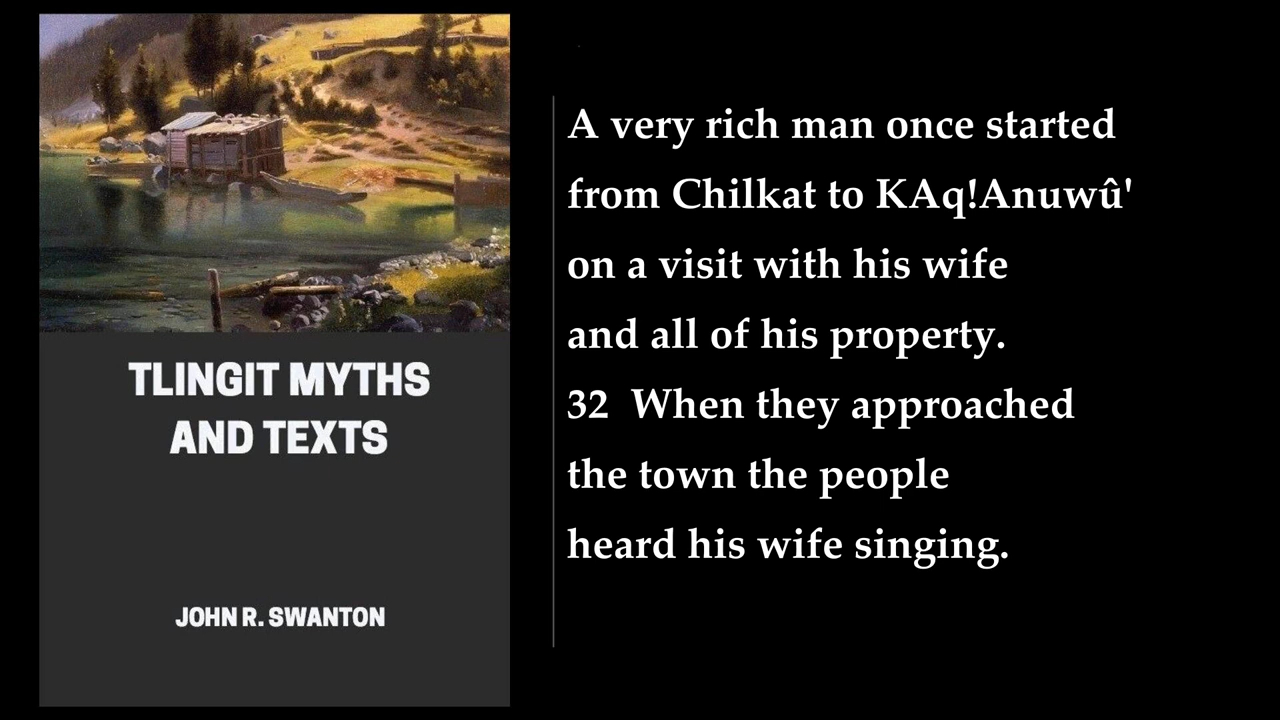 TLINGIT MYTHS
AND TEXTS
JOHN R. SWANTON
A very rich man once started
from Chilkat to KAq!Anuwû'
on a visit with his wife
and all of his property.
32  When they approached
the town the people
heard his wife singing.